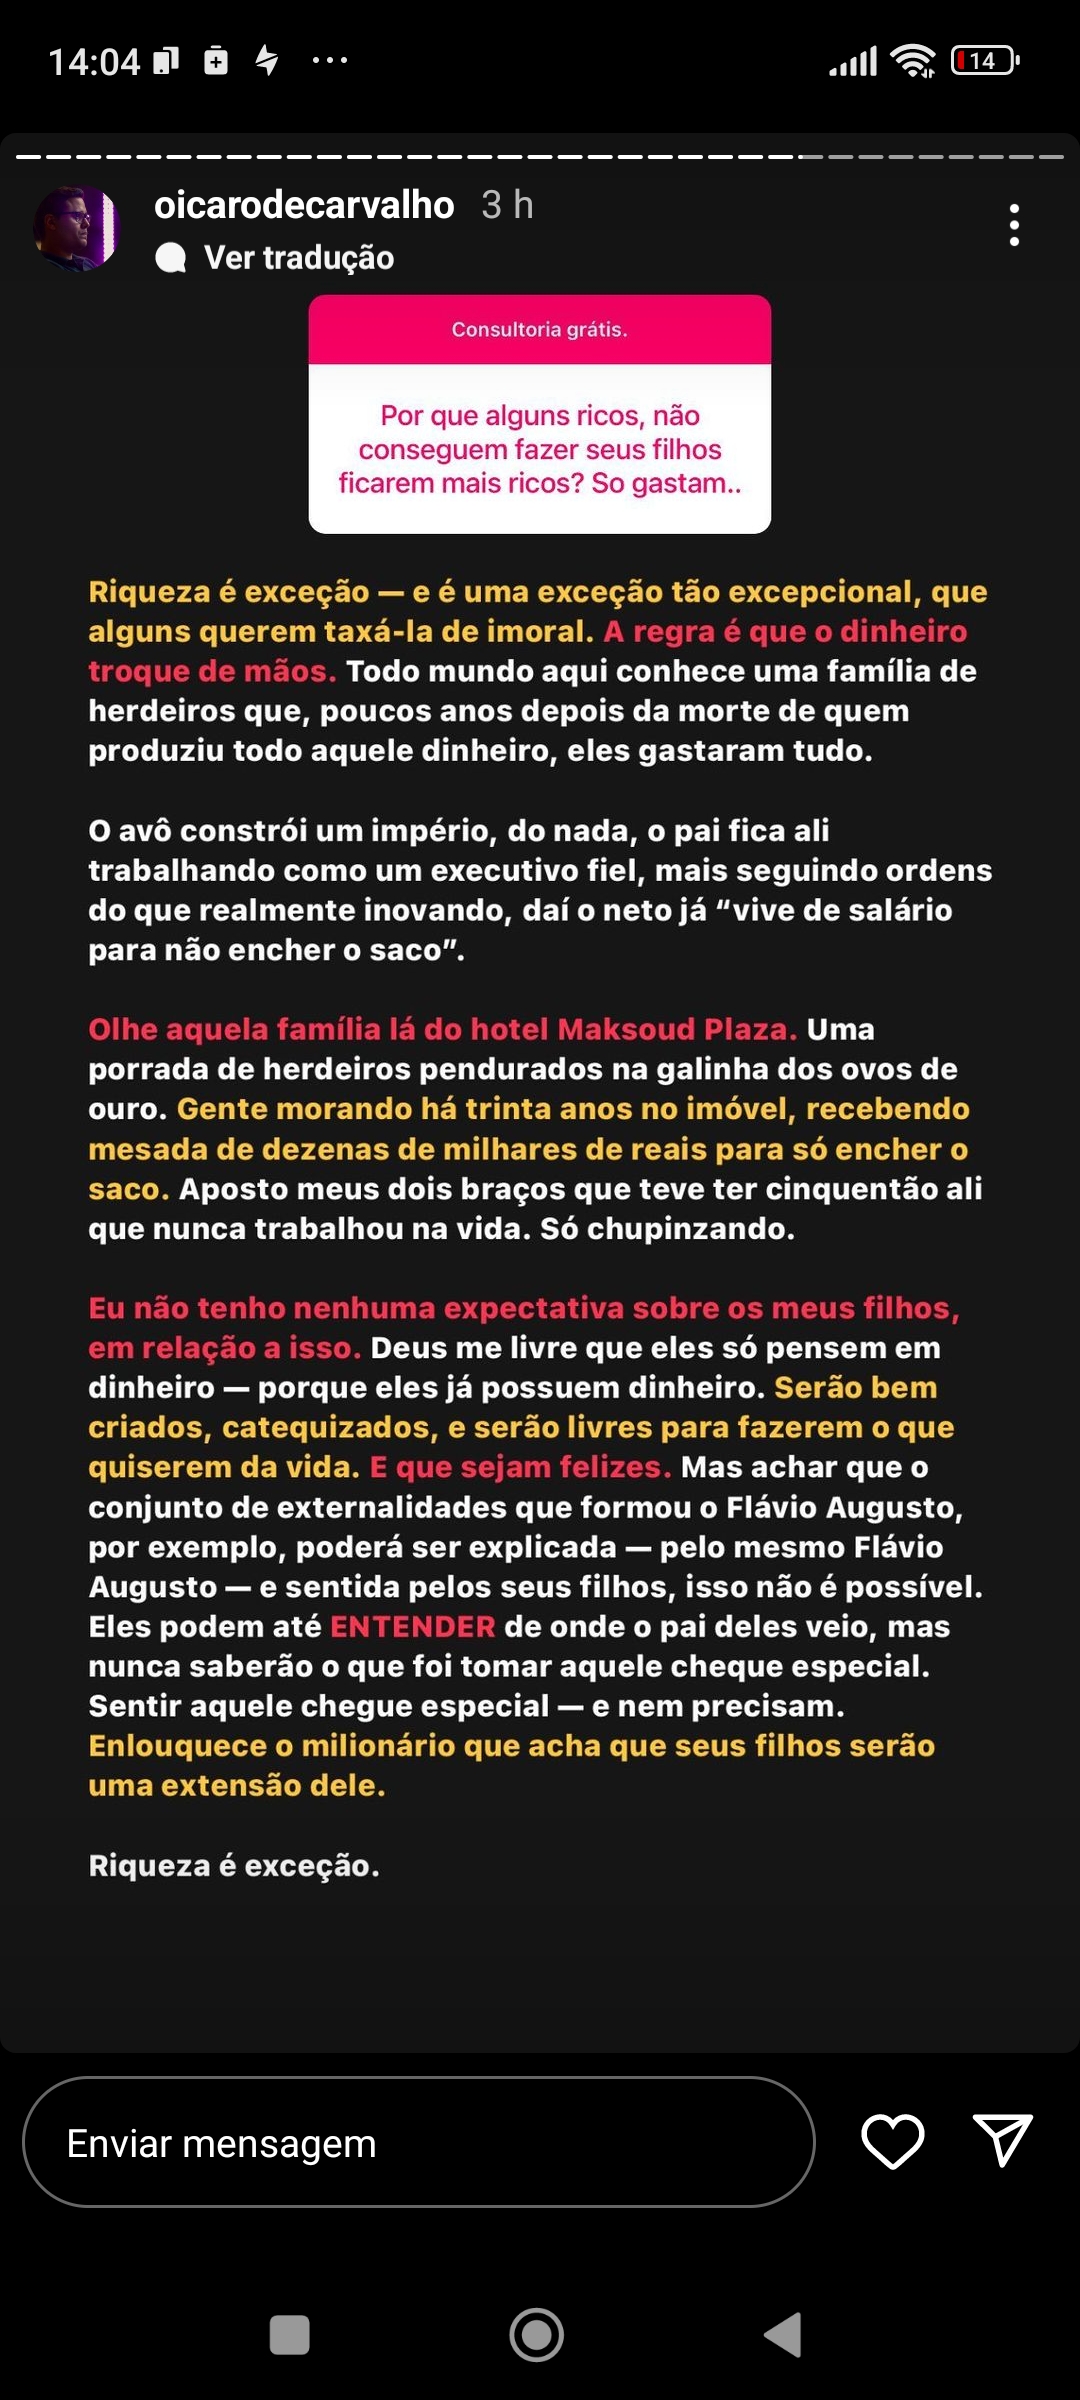 14:04
14
oicarodecarvalho 3 h
Ver tradução
Consultoria grátis.
Por que alguns ricos, não
conseguem fazer seus filhos
ficarem mais ricos? So gastam..
Riqueza é exceção — e é uma exceção tão excepcional, que
alguns querem taxá-la de imoral. A regra é que o dinheiro
troque de mãos. Todo mundo aqui conhece uma família de
herdeiros que, poucos anos depois da morte de quem
produziu todo aquele dinheiro, eles gastaram tudo.
O avô constrói um império, do nada, o pai fica ali
trabalhando como um executivo fiel, mais seguindo ordens
do que realmente inovando, daí o neto já “vive de salário
para não encher o saco”.
Olhe aquela família lá do hotel Maksoud Plaza. Uma
porrada de herdeiros pendurados na galinha dos ovos de
ouro. Gente morando há trinta anos no imóvel, recebendo
mesada de dezenas de milhares de reais para só encher o
saco. Aposto meus dois braços que teve ter cinquentão ali
que nunca trabalhou na vida. Só chupinzando.
Eu não tenho nenhuma expectativa sobre os meus filhos,
em relação a isso. Deus me livre que eles só pensem em
dinheiro — porque eles já possuem dinheiro. Serão bem
criados, catequizados, e serão livres para fazerem o que
quiserem da vida. E que sejam felizes. Mas achar que o
conjunto de externalidades que formou o Flávio Augusto,
por exemplo, poderá ser explicada — pelo mesmo Flávio
Augusto — e sentida pelos seus filhos, isso não é possível.
Eles podem até ENTENDER de onde o pai deles veio, mas
nunca saberão o que foi tomar aquele cheque especial.
Sentir aquele chegue especial — e nem precisam.
Enlouquece o milionário que acha que seus filhos serão
uma extensão dele.
Riqueza é exceção.
Enviar mensagem